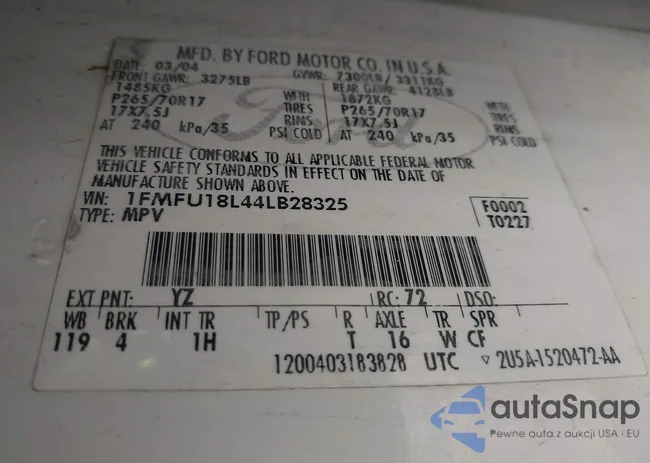 MFD. BY FORD MOTOR CO. IN U.S.A.
DATE: 03/04 GVWR: 7300LB/ 3311KG
FRONT GAWR: 3275LB REAR GAWR: 4128LB
1485KG WITH 1872KG WITH
P265/70R17 TIRES P265/70R17 TIRES
17X7.5J RIMS 17X7.5J RIMS
AT 240 kPa/35 PSI COLD AT 240 kPa/35 PSI COLD
THIS VEHICLE CONFORMS TO ALL APPLICABLE FEDERAL MOTOR
VEHICLE SAFETY STANDARDS IN EFFECT ON THE DATE OF
MANUFACTURE SHOWN ABOVE.
VIN: 1FMFU18L44LB28325 F0002
TYPE: MPV T0227
EXT PNT: YZ RC: 72 DSO:
WB BRK INT TR TP/PS R AXLE TR SPR
119 4 1H T 16 W CF
1200403183828 UTC 2U5A-1520472-AA
Ford
autaSnap
Pewne auta z aukcji USA i EU